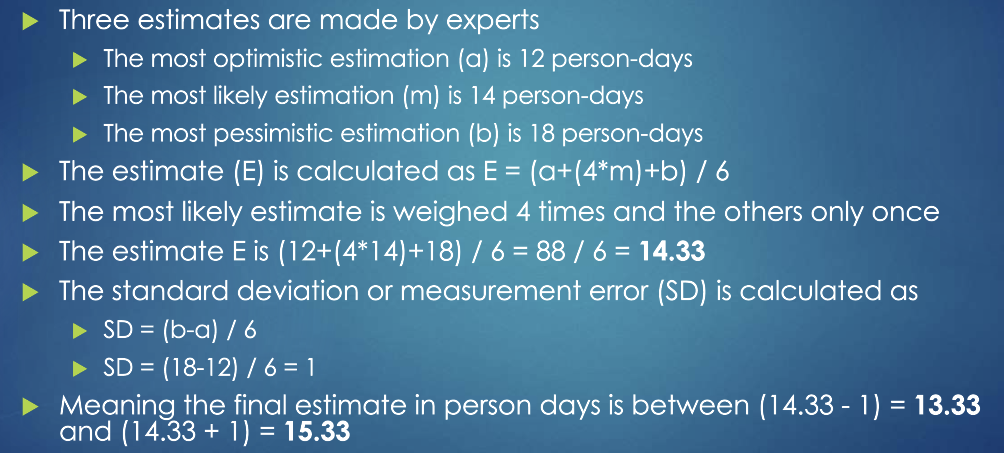 Three estimates are made by experts
The most optimistic estimation (a) is 12 person-days
The most likely estimation (m) is 14 person-days
The most pessimistic estimation (b) is 18 person-days
The estimate (E) is calculated as E = (a+(4*m)+b) / 6
The most likely estimate is weighed 4 times and the others only once
The estimate E is (12+(4*14)+18) / 6 = 88 / 6 = 14.33
The standard deviation or measurement error (SD) is calculated as
SD = (b-a) / 6
SD = (18-12) / 6 = 1
Meaning the final estimate in person days is between (14.33 - 1) = 13.33
and (14.33 + 1) = 15.33